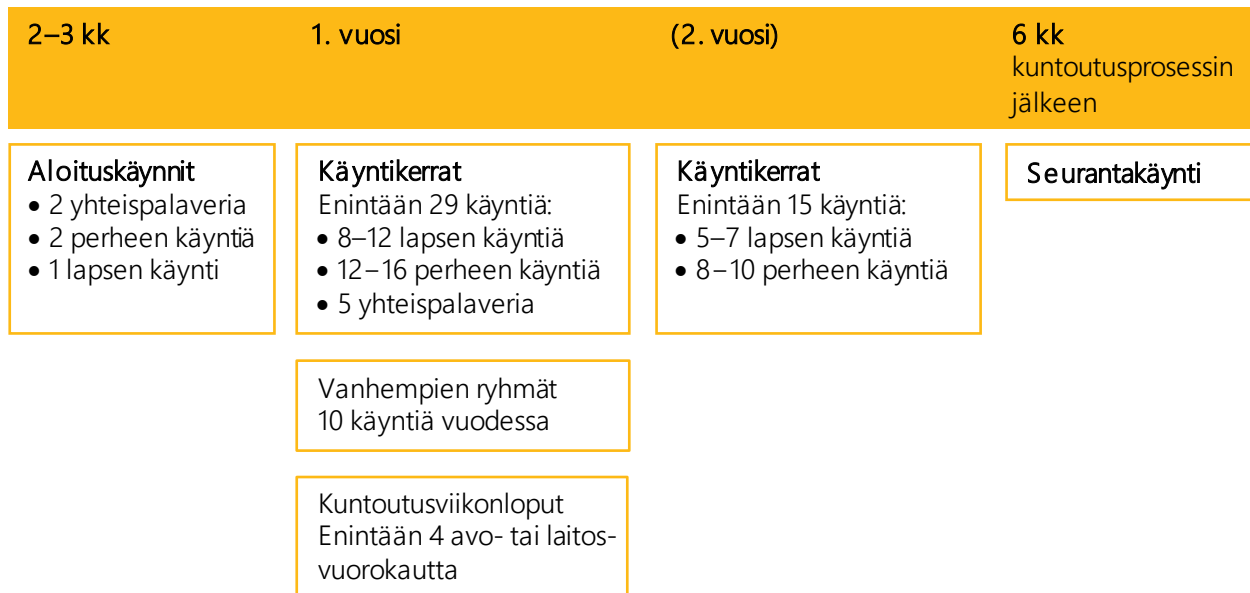 2–3 kk
1. vuosi
(2. vuosi)
6 kk
kuntoutusprosessin
jälkeen
Aloituskäynnit
• 2 yhteispalaveria
• 2 perheen käyntiä
• 1 lapsen käynti
Käyntikerrat
Enintään 29 käyntiä:
• 8–12 lapsen käyntiä
• 12–16 perheen käyntiä
• 5 yhteispalaveria
Vanhempien ryhmät
10 käyntiä vuodessa
Kuntoutusviikonloput
Enintään 4 avo- tai laitos-
vuorokautta
Käyntikerrat
Enintään 15 käyntiä:
• 5–7 lapsen käyntiä
• 8–10 perheen käyntiä
Seurantakäynti